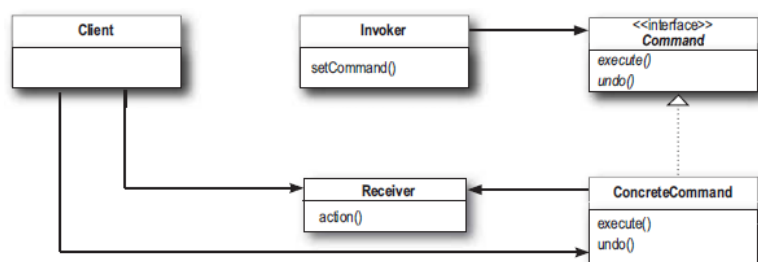 Client
Invoker
setCommand()
<<interface>>
Command
execute()
undo()
Receiver
action()
ConcreteCommand
execute()
undo()